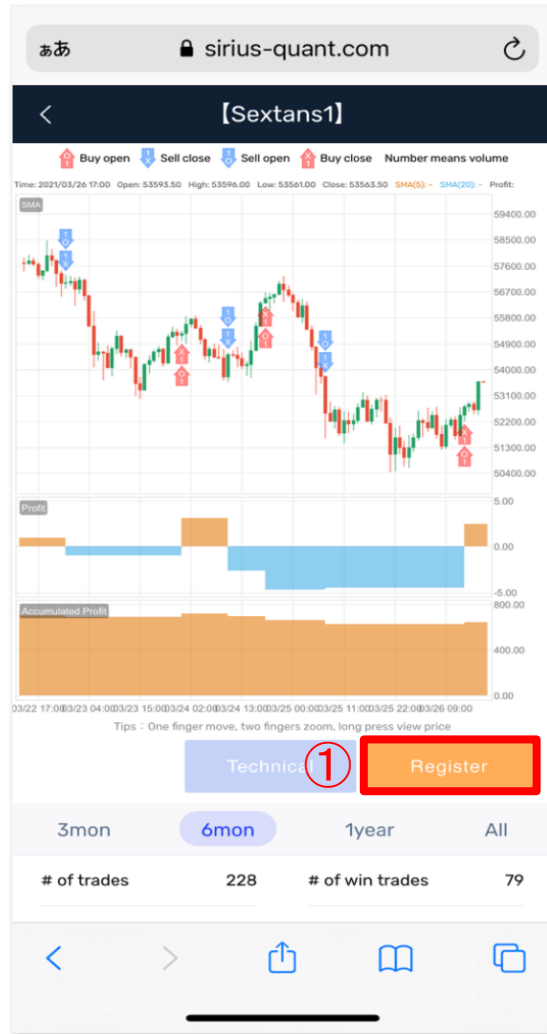 ぁあ sirius-quant.com
【Sextans1】
Buy open Sell close Sell open Buy close Number means volume
Time: 2021/03/26 17:00 Open: 53593.50 High: 53596.00 Low: 53561.00 Close: 53563.50 SMA(5): - SMA(20): - Profit:
SMA
59400.00
58500.00
57600.00
56700.00
55800.00
54900.00
54000.00
53100.00
52200.00
51300.00
50400.00
Profit
5.00
0.00
-5.00
Accumulated Profit
800.00
400.00
0.00
03/22 17:00 03/23 04:00 03/23 15:00 03/24 02:00 03/24 13:00 03/25 00:00 03/25 11:00 03/25 22:00 03/26 09:00
Tips : One finger move, two fingers zoom, long press view price
Technical ① Register
3mon 6mon 1year All
# of trades 228 # of win trades 79